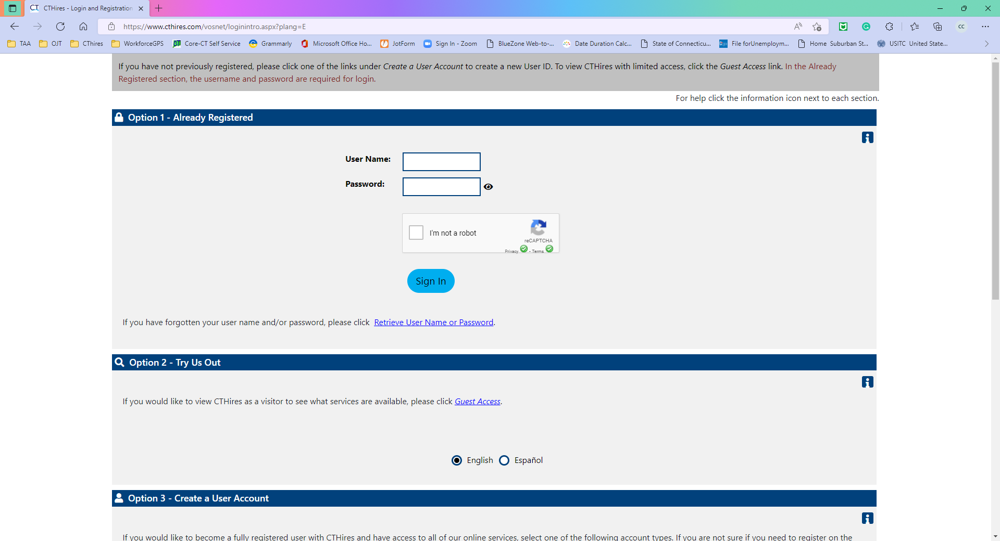 CT CTHires - Login and Registration
https://www.cthires.com/vosnet/loginintro.aspx?plang=E
CC
TAA OJT CThires WorkforceGPS Core-CT Self Service Grammarly Microsoft Office Ho... JotForm Sign In - Zoom BlueZone Web-to-... Date Duration Calc... State of Connecticu... File forUnemploym... Home Suburban St... USITC United State...
If you have not previously registered, please click one of the links under Create a User Account to create a new User ID. To view CTHires with limited access, click the Guest Access link. In the Already
Registered section, the username and password are required for login.
For help click the information icon next to each section.
Option 1 - Already Registered
User Name:
Password:
I'm not a robot
reCAPTCHA
Privacy - Terms
Sign In
If you have forgotten your user name and/or password, please click Retrieve User Name or Password.
Option 2 - Try Us Out
If you would like to view CTHires as a visitor to see what services are available, please click Guest Access.
English Español
Option 3 - Create a User Account
If you would like to become a fully registered user with CTHires and have access to all of our online services, select one of the following account types. If you are not sure if you need to register on the